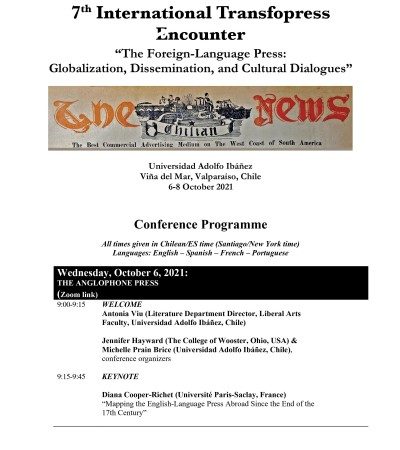 7th International Transfopress
Encounter
“The Foreign-Language Press:
Globalization, Dissemination, and Cultural Dialogues”
The Chilian News
The Best Commercial Advertising Medium on The West Coast of South America
Universidad Adolfo Ibáñez
Viña del Mar, Valparaíso, Chile
6-8 October 2021
Conference Programme
All times given in Chilean/ES time (Santiago/New York time)
Languages: English – Spanish – French – Portuguese
Wednesday, October 6, 2021:
THE ANGLOPHONE PRESS
(Zoom link)
9:00-9:15 WELCOME
Antonia Viu (Literature Department Director, Liberal Arts
Faculty, Universidad Adolfo Ibáñez, Chile)
Jennifer Hayward (The College of Wooster, Ohio, USA) &
Michelle Prain Brice (Universidad Adolfo Ibáñez, Chile),
conference organizers
9:15-9:45 KEYNOTE
Diana Cooper-Richet (Université Paris-Saclay, France)
“Mapping the English-Language Press Abroad Since the End of the
17th Century”